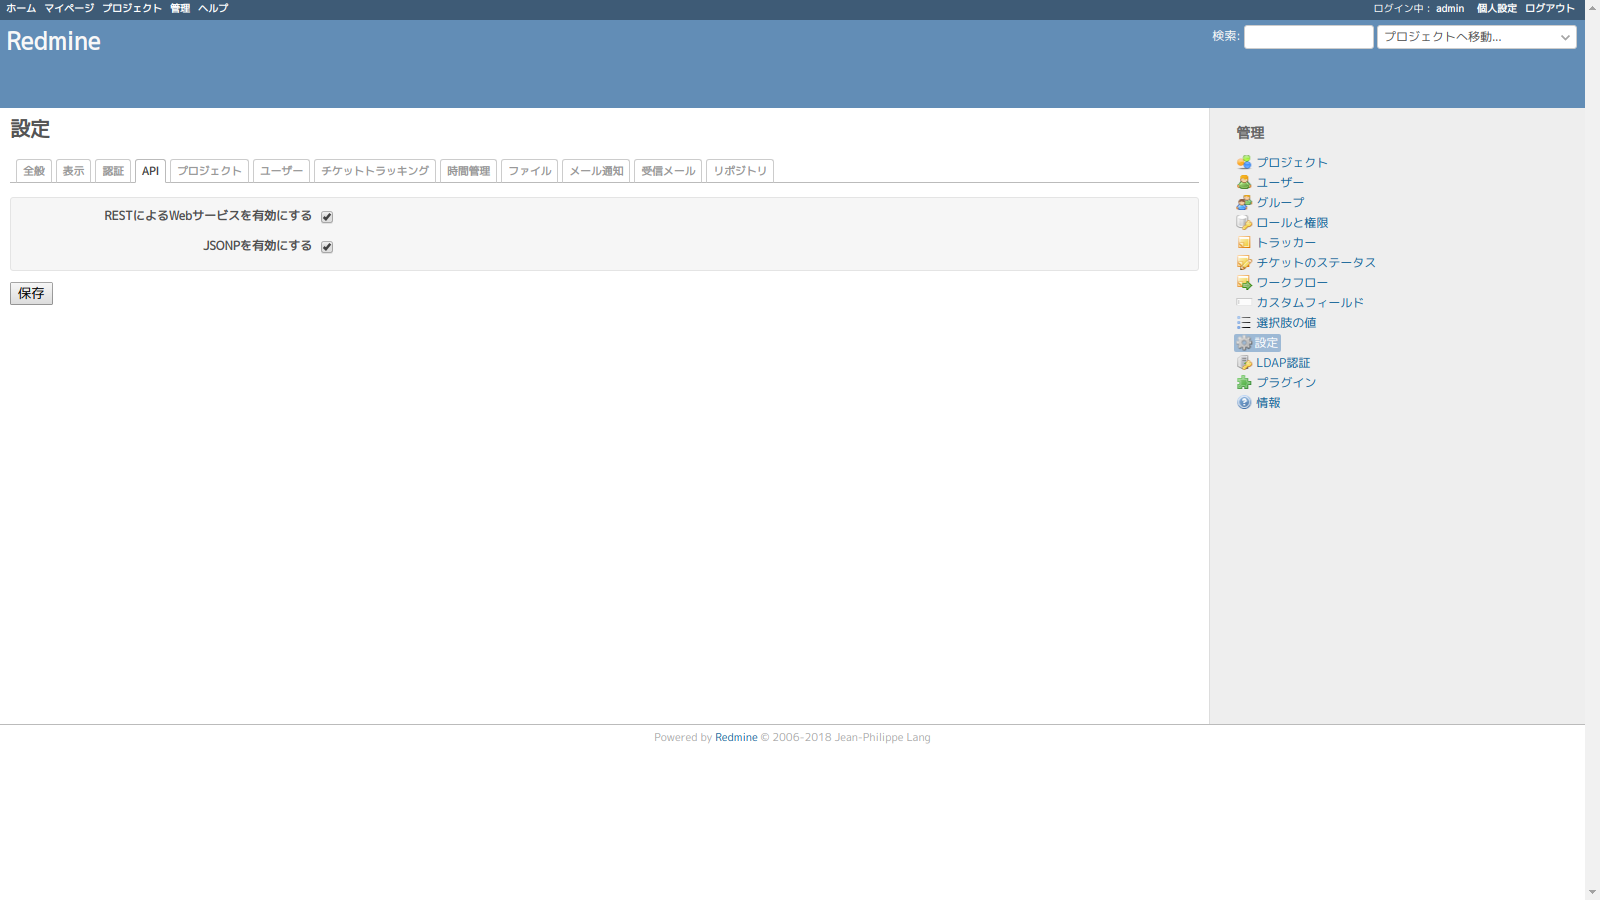 ホーム マイページ プロジェクト 管理 ヘルプ
ログイン中 : admin 個人設定 ログアウト
Redmine
検索: プロジェクトへ移動...
設定
全般 表示 認証 API プロジェクト ユーザー チケットトラッキング 時間管理 ファイル メール通知 受信メール リポジトリ
RESTによるWebサービスを有効にする
JSONPを有効にする
保存
管理
プロジェクト
ユーザー
グループ
ロールと権限
トラッカー
チケットのステータス
ワークフロー
カスタムフィールド
選択肢の値
設定
LDAP認証
プラグイン
情報
Powered by Redmine © 2006-2018 Jean-Philippe Lang